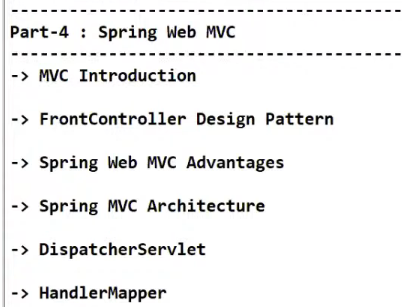 ----------------------------------------
Part-4 : Spring Web MVC
----------------------------------------
-> MVC Introduction
-> FrontController Design Pattern
-> Spring Web MVC Advantages
-> Spring MVC Architecture
-> DispatcherServlet
-> HandlerMapper